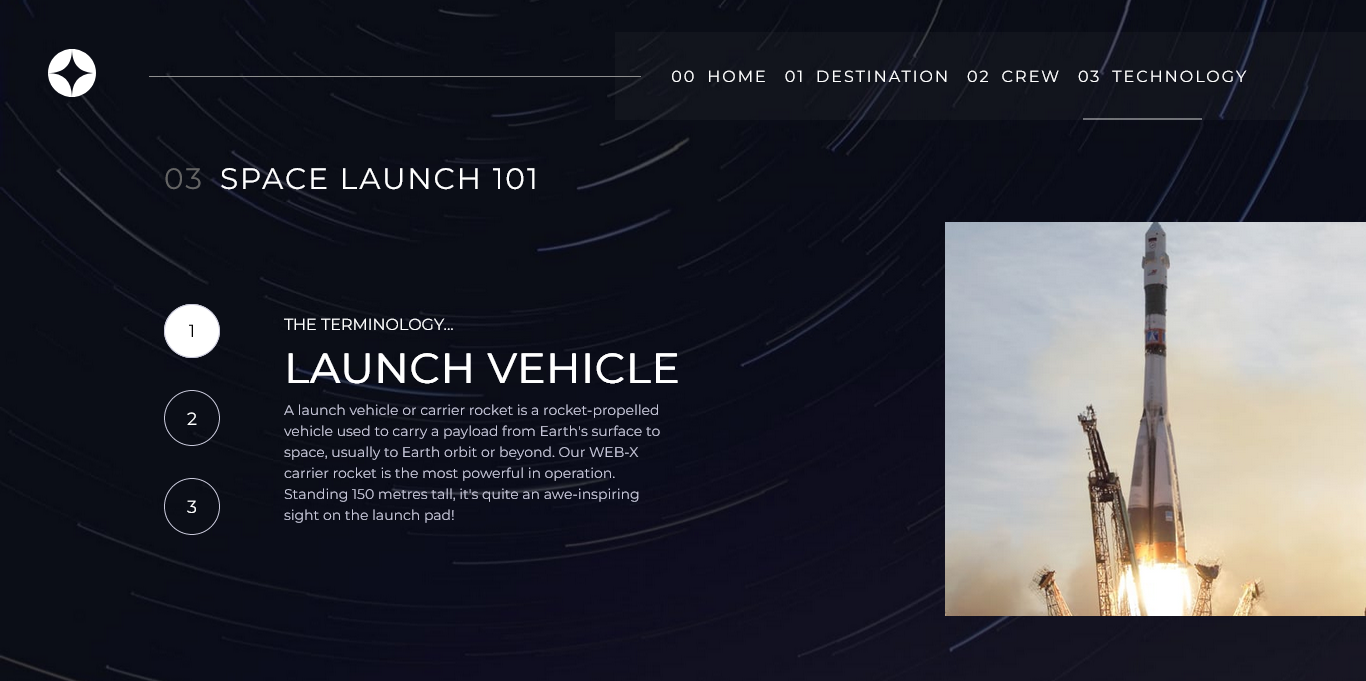 00 HOME 01 DESTINATION 02 CREW 03 TECHNOLOGY
03 SPACE LAUNCH 101
1
2
3
THE TERMINOLOGY...
LAUNCH VEHICLE
A launch vehicle or carrier rocket is a rocket-propelled
vehicle used to carry a payload from Earth's surface to
space, usually to Earth orbit or beyond. Our WEB-X
carrier rocket is the most powerful in operation.
Standing 150 metres tall, it's quite an awe-inspiring
sight on the launch pad!